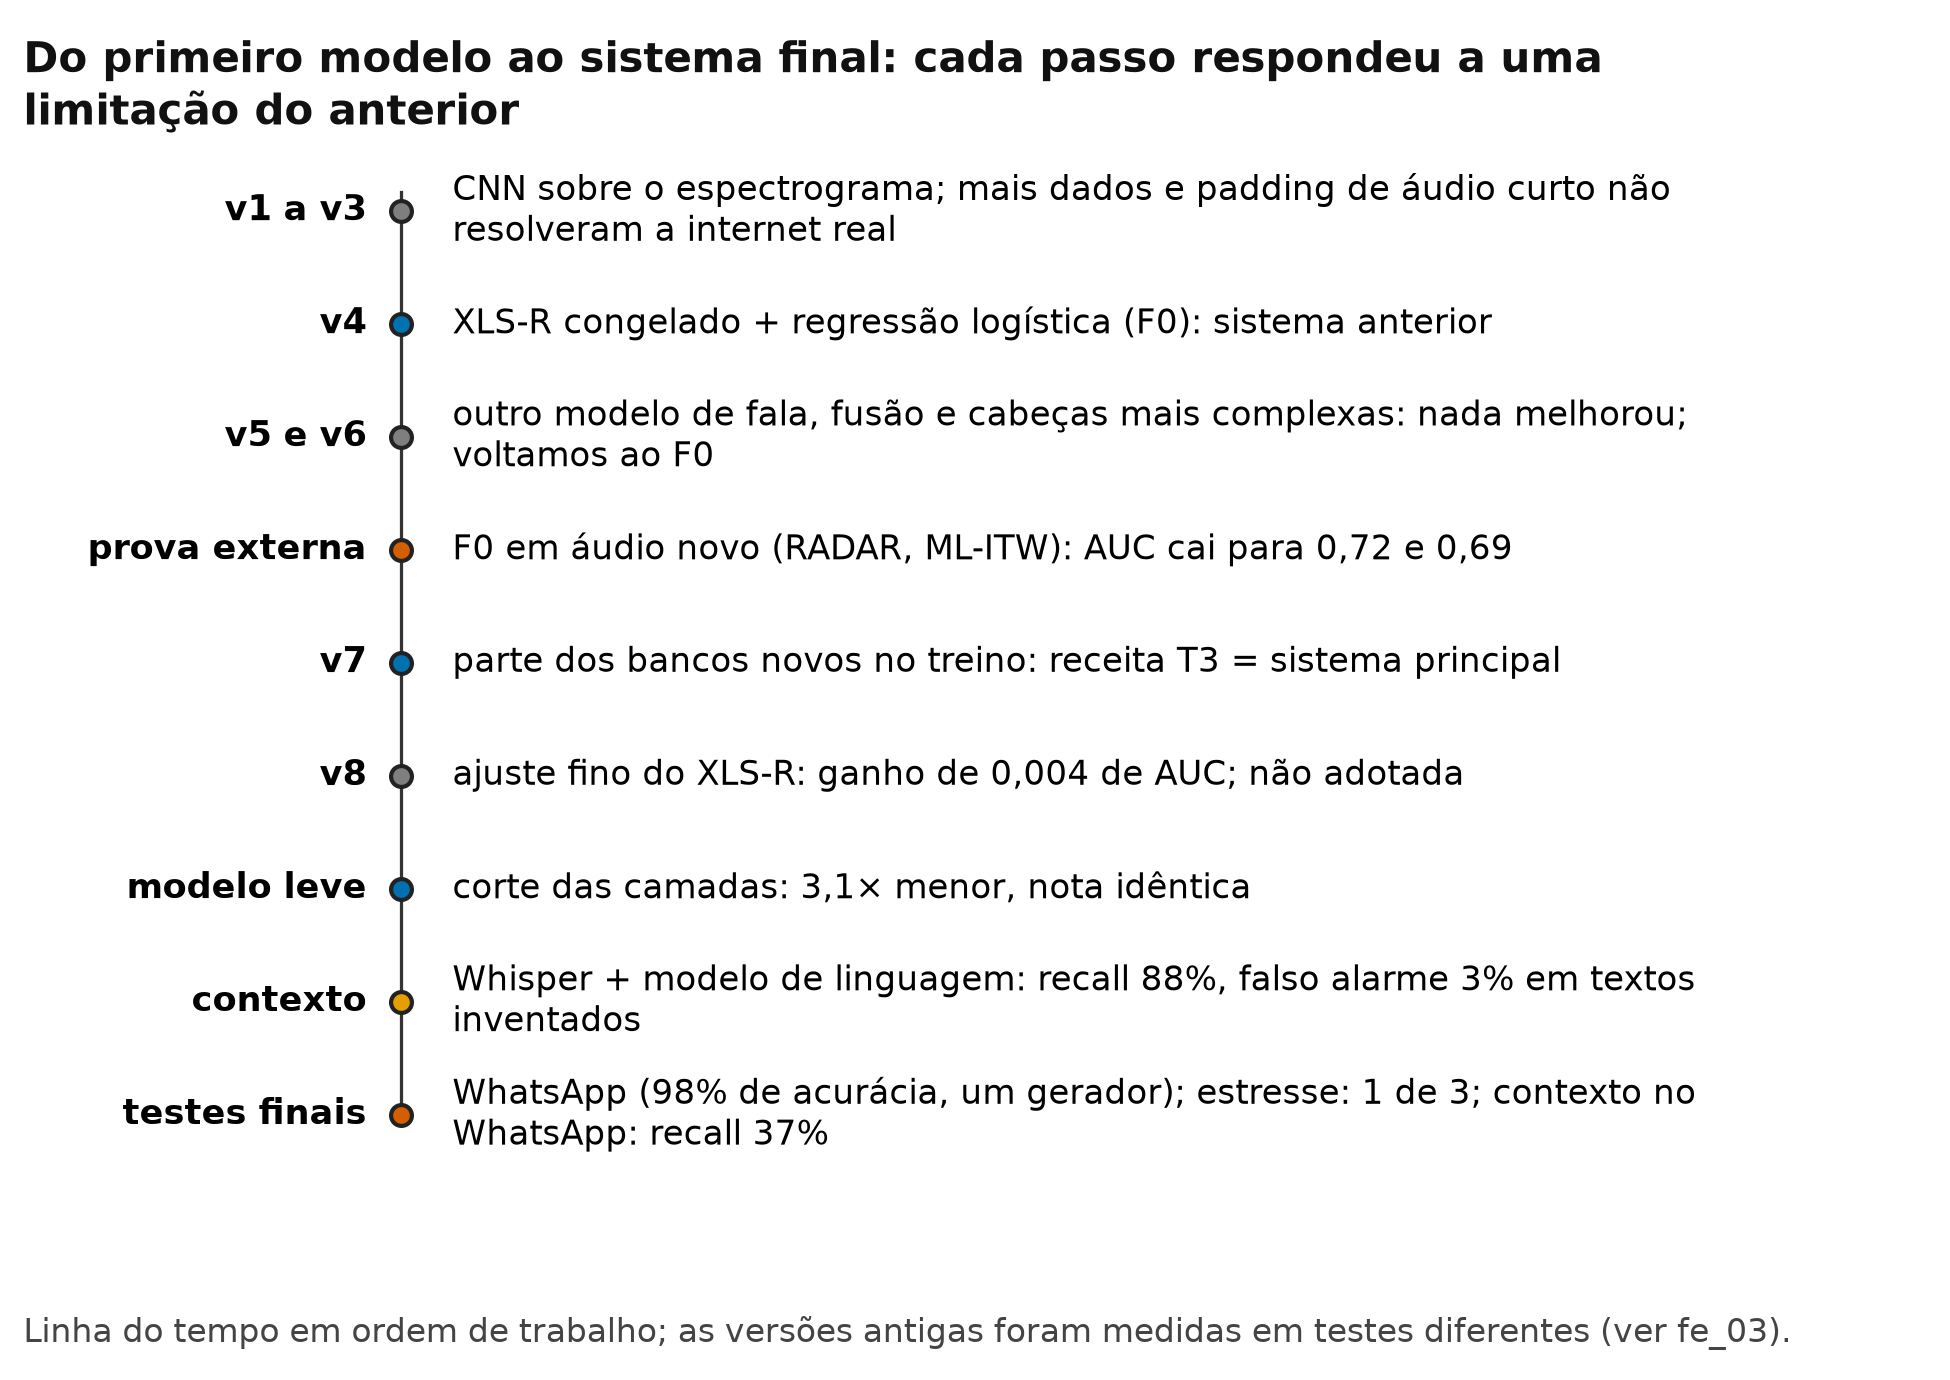 Do primeiro modelo ao sistema final: cada passo respondeu a uma
limitação do anterior
v1 a v3
CNN sobre o espectrograma; mais dados e padding de áudio curto não
resolveram a internet real
v4
XLS-R congelado + regressão logística (F0): sistema anterior
v5 e v6
outro modelo de fala, fusão e cabeças mais complexas: nada melhorou;
voltamos ao F0
prova externa
F0 em áudio novo (RADAR, ML-ITW): AUC cai para 0,72 e 0,69
v7
parte dos bancos novos no treino: receita T3 = sistema principal
v8
ajuste fino do XLS-R: ganho de 0,004 de AUC; não adotada
modelo leve
corte das camadas: 3,1× menor, nota idêntica
contexto
Whisper + modelo de linguagem: recall 88%, falso alarme 3% em textos
inventados
testes finais
WhatsApp (98% de acurácia, um gerador); estresse: 1 de 3; contexto no
WhatsApp: recall 37%
Linha do tempo em ordem de trabalho; as versões antigas foram medidas em testes diferentes (ver fe_03).